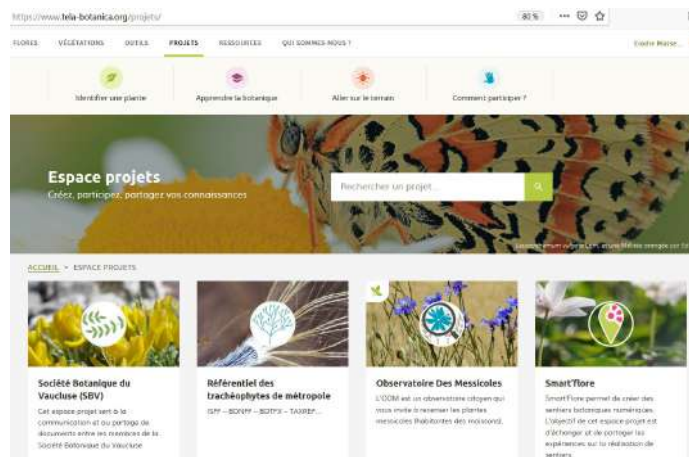 https://www.tela-botanica.org/projets/
80 %
FLORES VÉGÉTATIONS OUTILS PROJETS RESSOURCES QUI SOMMES-NOUS ?
Identifier une plante Apprendre la botanique Aller sur le terrain Comment participer ?
Espace projets
Créez, participez, partagez vos connaissances
Rechercher un projet...
ACCUEIL > ESPACE PROJETS
Société Botanique du
Vaucluse (SBV)
Cet espace projet sert à la
communication et au partage de
documents entre les membres de la
Société Botanique du Vaucluse
Référentiel des
trachéophytes de métropole
ISFF – BDNFF – BDTFX – TAXREF...
Observatoire Des Messicoles
L'ODM est un observatoire citoyen qui
vous invite à recenser les plantes
messicoles (habitantes des moissons).
Smart'flore
Smart'Flore permet de créer des
sentiers botaniques numériques.
L'objectif de cet espace projet est
d'échanger et de partager les
expériences sur la réalisation de
sentiers